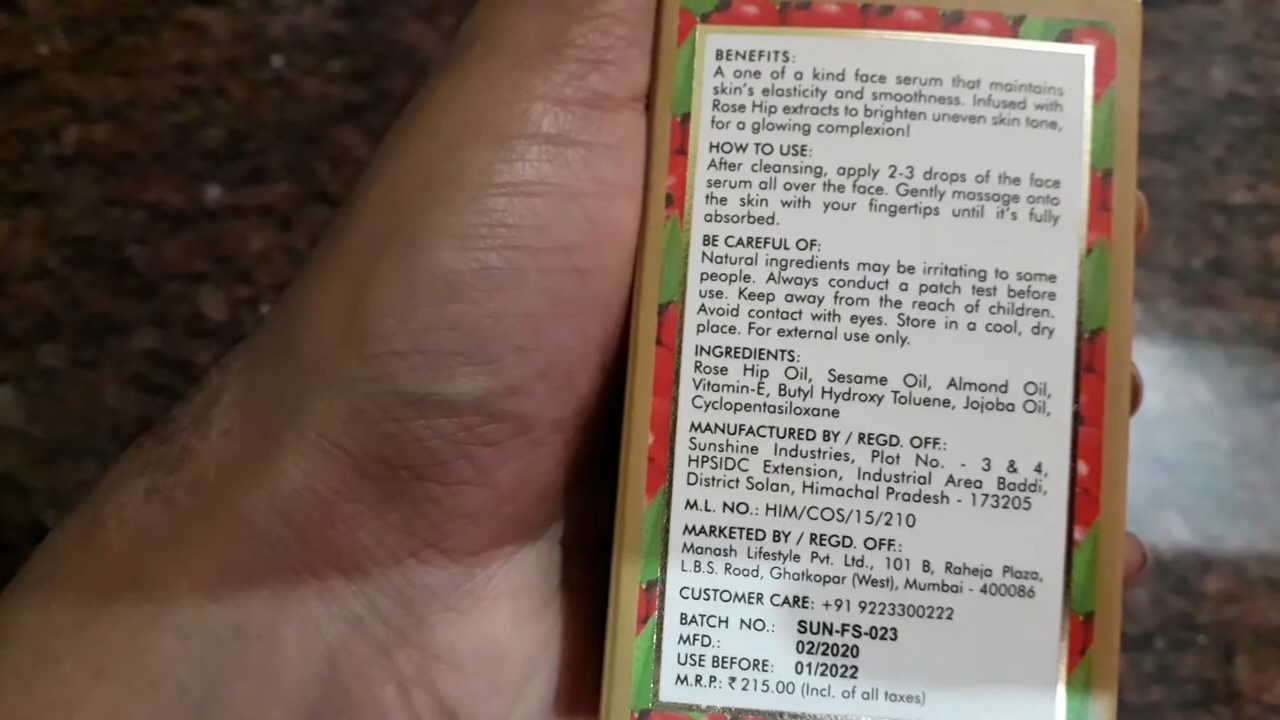 BENEFITS:
A one of a kind face serum that maintains
skin's elasticity and smoothness. Infused with
Rose Hip extracts to brighten uneven skin tone,
for a glowing complexion!
HOW TO USE:
After cleansing, apply 2-3 drops of the face
serum all over the face. Gently massage onto
the skin with your fingertips until it's fully
absorbed.
BE CAREFUL OF:
Natural ingredients may be irritating to some
people. Always conduct a patch test before
use. Keep away from the reach of children.
Avoid contact with eyes. Store in a cool, dry
place. For external use only.
INGREDIENTS:
Rose Hip Oil, Sesame Oil, Almond Oil,
Vitamin-E, Butyl Hydroxy Toluene, Jojoba Oil,
Cyclopentasiloxane
MANUFACTURED BY / REGD. OFF.:
Sunshine Industries, Plot No. - 3 & 4,
HPSIDC Extension, Industrial Area Baddi,
District Solan, Himachal Pradesh - 173205
M.L. NO.: HIM/COS/15/210
MARKETED BY / REGD. OFF.:
Manash Lifestyle Pvt. Ltd., 101 B, Raheja Plaza,
L.B.S. Road, Ghatkopar (West), Mumbai - 400086
CUSTOMER CARE: +91 9223300222
BATCH NO.: SUN-FS-023
MFD.: 02/2020
USE BEFORE: 01/2022
M.R.P.: ₹ 215.00 (Incl. of all taxes)